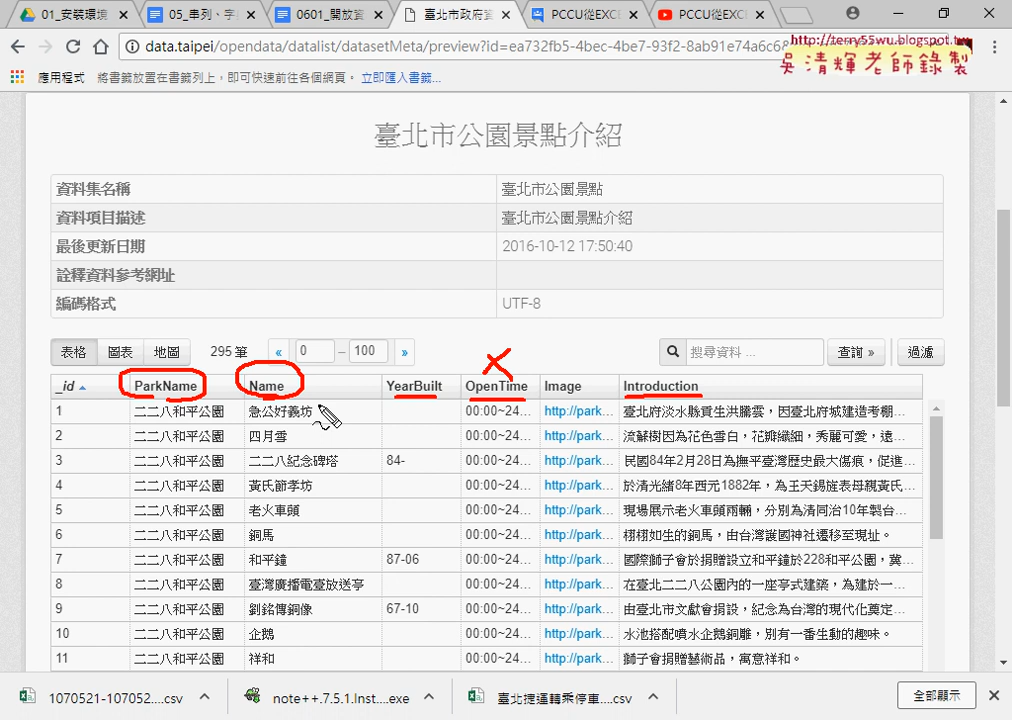 01_安裝環境
05_串列、字
0601_開放資
臺北市政府資
PCCU從EXC
PCCU從EXC
data.taipei/opendata/datalist/datasetMeta/preview?id=ea732fb5-4bec-4be7-93f2-8ab91e74a6c6
http://terry55wu.blogspot.tw
吳清輝老師錄製
應用程式 將書籤放置在書籤列上，即可快速前往各個網頁。 立即匯入書籤...
臺北市公園景點介紹
資料集名稱 臺北市公園景點
資料項目描述 臺北市公園景點介紹
最後更新日期 2016-10-12 17:50:40
詮釋資料參考網址
編碼格式 UTF-8
表格 圖表 地圖 295筆 « 0 – 100 » 搜尋資料 ... 查詢 » 過濾
_id ParkName Name YearBuilt OpenTime Image Introduction
1 二二八和平公園 急公好義坊 00:00~24... http://park... 臺北府淡水縣貢生洪騰雲，因臺北府城建造考棚...
2 二二八和平公園 四月雪 00:00~24... http://park... 流蘇樹因為花色雪白，花瓣纖細，秀麗可愛，遠...
3 二二八和平公園 二二八紀念碑塔 84- 00:00~24... http://park... 民國84年2月28日為撫平臺灣歷史最大傷痕，促進...
4 二二八和平公園 黃氏節孝坊 00:00~24... http://park... 於清光緒8年西元1882年，為王天錫旌表母親黃氏...
5 二二八和平公園 老火車頭 00:00~24... http://park... 現場展示老火車頭兩輛，分別為清同治10年製台...
6 二二八和平公園 銅馬 00:00~24... http://park... 栩栩如生的銅馬，由台灣護國神社遷移至現址。
7 二二八和平公園 和平鐘 87-06 00:00~24... http://park... 國際獅子會於捐贈設立和平鐘於228和平公園，冀...
8 二二八和平公園 臺灣廣播電臺放送亭 00:00~24... http://park... 在臺北二二八公園內的一座亭式建築，為建於一...
9 二二八和平公園 劉銘傳銅像 67-10 00:00~24... http://park... 由臺北市文獻會捐設，紀念為台灣的現代化奠定...
10 二二八和平公園 企鵝 00:00~24... http://park... 水池搭配噴水企鵝銅雕，別有一番生動的趣味。
11 二二八和平公園 祥和 00:00~24... http://park... 獅子會捐贈藝術品，寓意祥和。
1070521-107052....csv
note++.7.5.1.Inst....exe
臺北捷運轉乘停車....csv
全部顯示